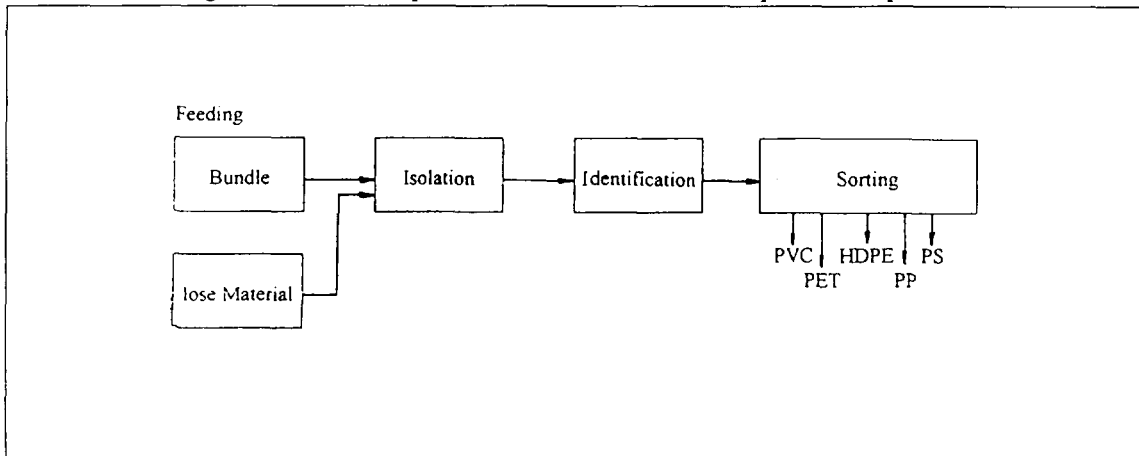 Feeding
Bundle
Isolation
Identification
Sorting
lose Material
PVC
PET
HDPE
PP
PS